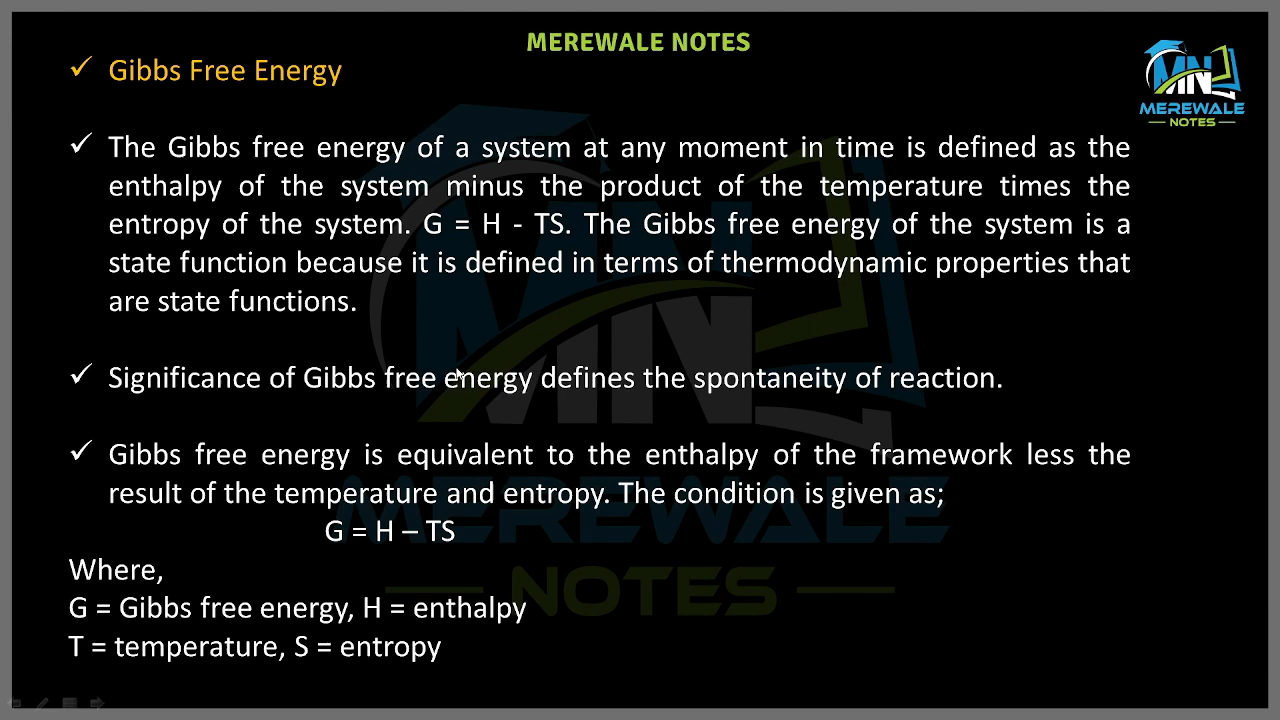 MEREWALE NOTES
✓ Gibbs Free Energy
MN
MEREWALE
NOTES
✓ The Gibbs free energy of a system at any moment in time is defined as the
enthalpy of the system minus the product of the temperature times the
entropy of the system. G = H - TS. The Gibbs free energy of the system is a
state function because it is defined in terms of thermodynamic properties that
are state functions.
✓ Significance of Gibbs free energy defines the spontaneity of reaction.
✓ Gibbs free energy is equivalent to the enthalpy of the framework less the
result of the temperature and entropy. The condition is given as;
G = H – TS
Where,
G = Gibbs free energy, H = enthalpy
T = temperature, S = entropy
MN
MEREWALE
NOTES